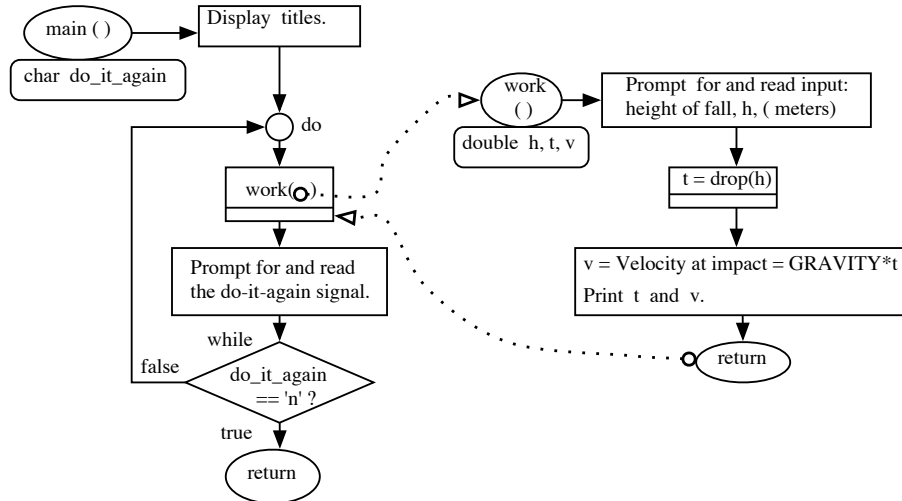 main ( )
Display titles.
char do_it_again
do
work( . )
Prompt for and read
the do-it-again signal.
while
false
do_it_again
== 'n' ?
true
return
work
( )
double h, t, v
Prompt for and read input:
height of fall, h, ( meters)
t = drop(h)
v = Velocity at impact = GRAVITY*t
Print t and v.
return